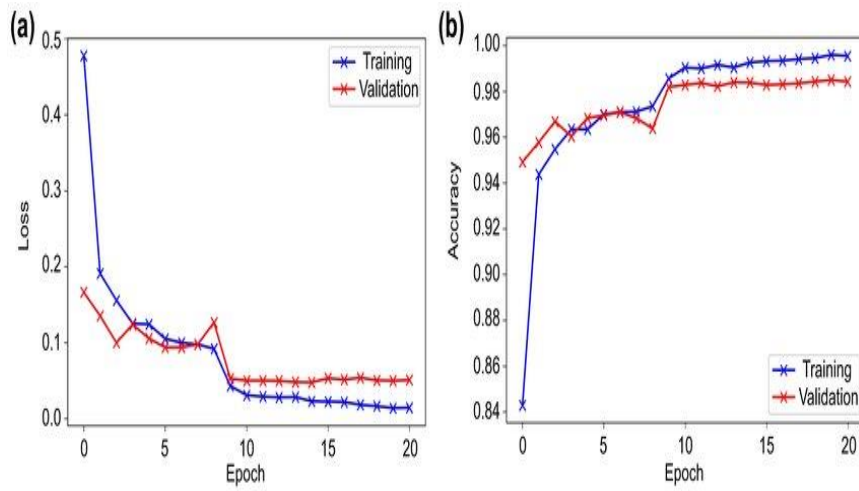 (a)
0.5
0.4
0.3
0.2
0.1
0.0
Loss
0 5 10 15 20
Epoch
Training
Validation
(b)
1.00
0.98
0.96
0.94
0.92
0.90
0.88
0.86
0.84
Accuracy
0 5 10 15 20
Epoch
Training
Validation